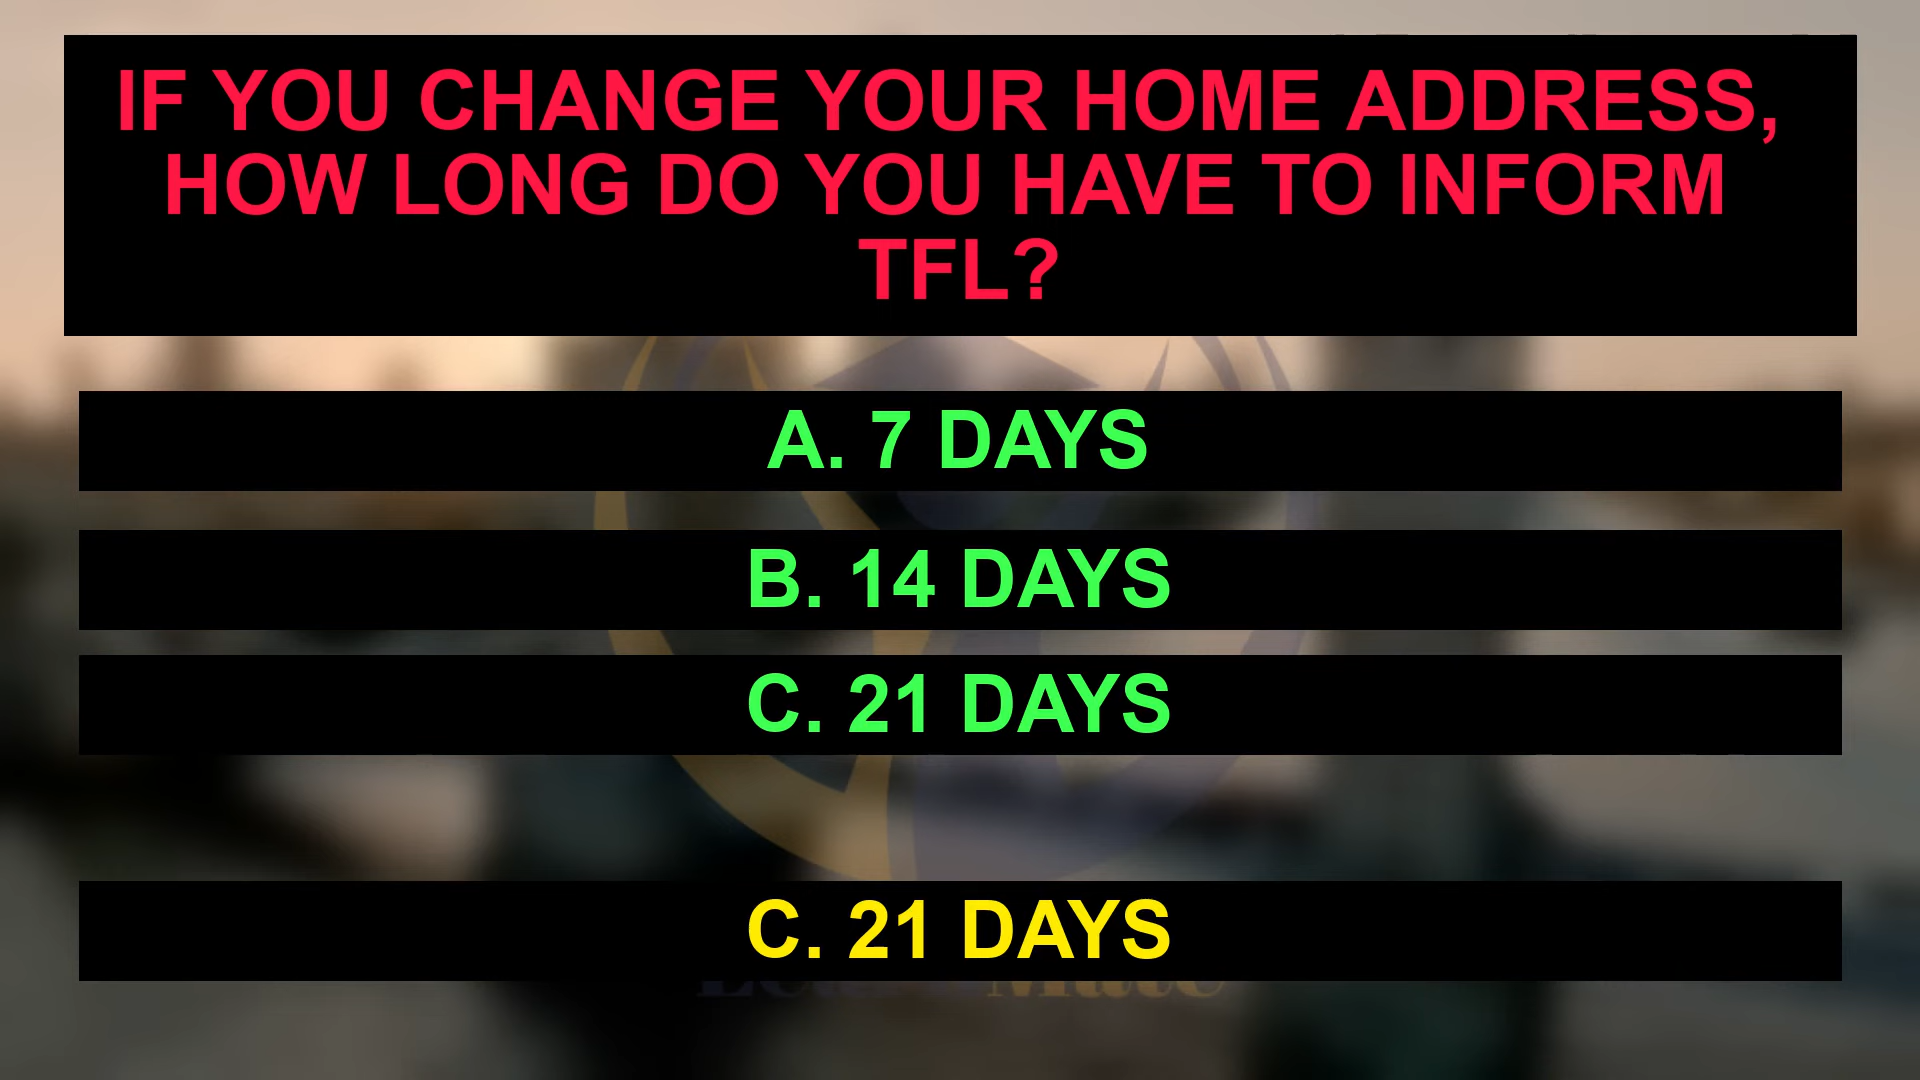 IF YOU CHANGE YOUR HOME ADDRESS,
HOW LONG DO YOU HAVE TO INFORM
TFL?
A. 7 DAYS
B. 14 DAYS
C. 21 DAYS
C. 21 DAYS